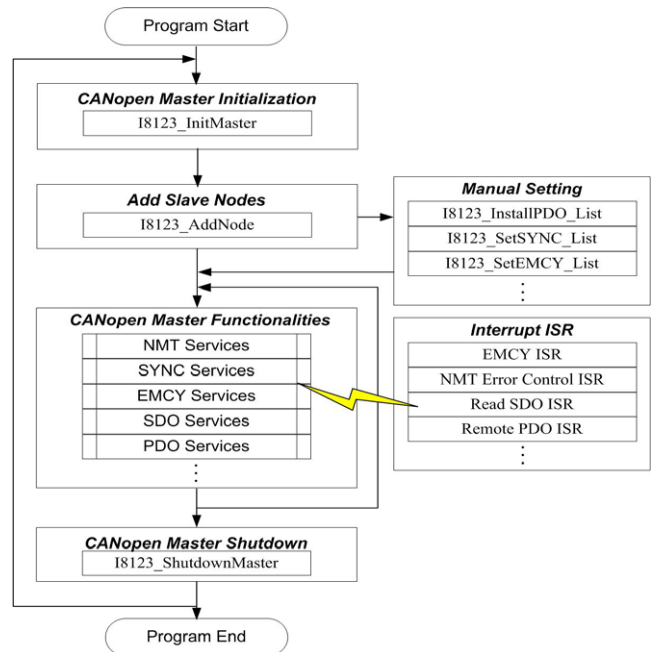 Program Start
CANopen Master Initialization
I8123_InitMaster
Add Slave Nodes
I8123_AddNode
Manual Setting
I8123_InstallPDO_List
I8123_SetSYNC_List
I8123_SetEMCY_List
⋮
CANopen Master Functionalities
NMT Services
SYNC Services
EMCY Services
SDO Services
PDO Services
⋮
Interrupt ISR
EMCY ISR
NMT Error Control ISR
Read SDO ISR
Remote PDO ISR
⋮
CANopen Master Shutdown
I8123_ShutdownMaster
Program End